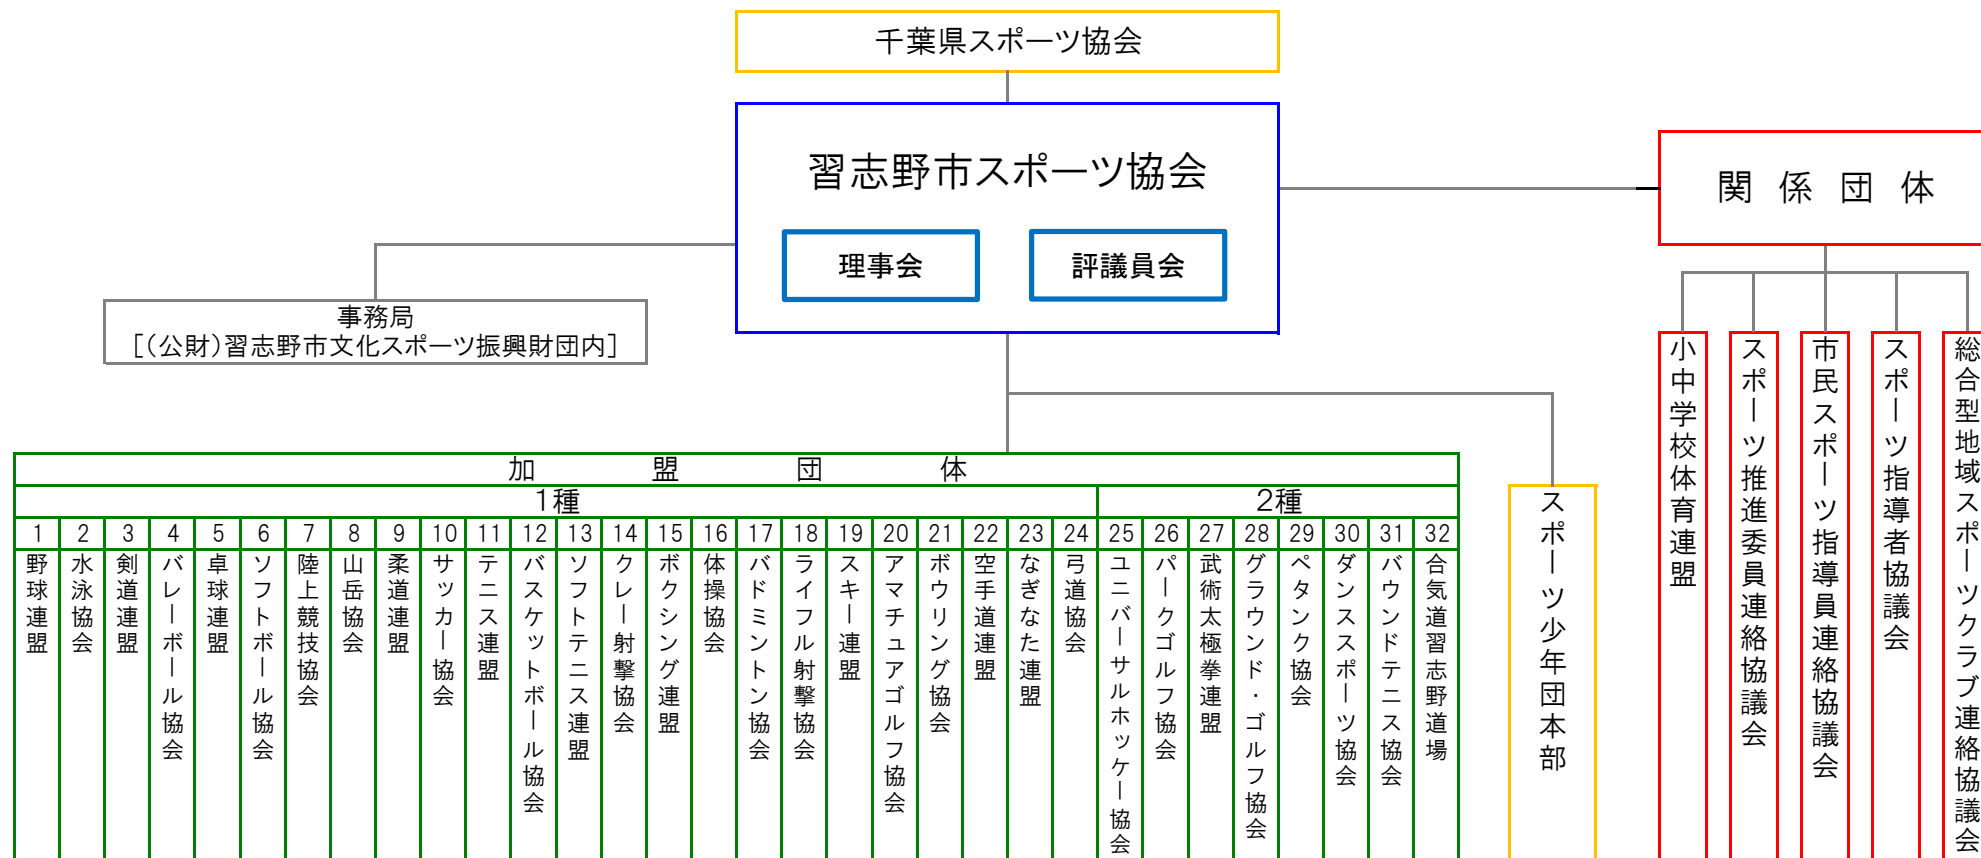 千葉県スポーツ協会
習志野市スポーツ協会
理事会
評議員会
関係団体
事務局
[(公財)習志野市文化スポーツ振興財団内]
小中学校体育連盟
スポーツ推進委員連絡協議会
市民スポーツ指導員連絡協議会
スポーツ指導者協議会
総合型地域スポーツクラブ連絡協議会
加盟団体
1種
2種
1 野球連盟
2 水泳協会
3 剣道連盟
4 バレーボール協会
5 卓球連盟
6 ソフトボール協会
7 陸上競技協会
8 山岳協会
9 柔道連盟
10 サッカー協会
11 テニス連盟
12 バスケットボール協会
13 ソフトテニス連盟
14 クレー射撃協会
15 ボクシング連盟
16 体操協会
17 バドミントン協会
18 ライフル射撃協会
19 スキー連盟
20 アマチュアゴルフ協会
21 ボウリング協会
22 空手道連盟
23 なぎなた連盟
24 弓道協会
25 ユニバーサルホッケー協会
26 パークゴルフ協会
27 武術太極拳連盟
28 グラウンド・ゴルフ協会
29 ペタンク協会
30 ダンススポーツ協会
31 バウンドテニス協会
32 合気道習志野道場
スポーツ少年団本部